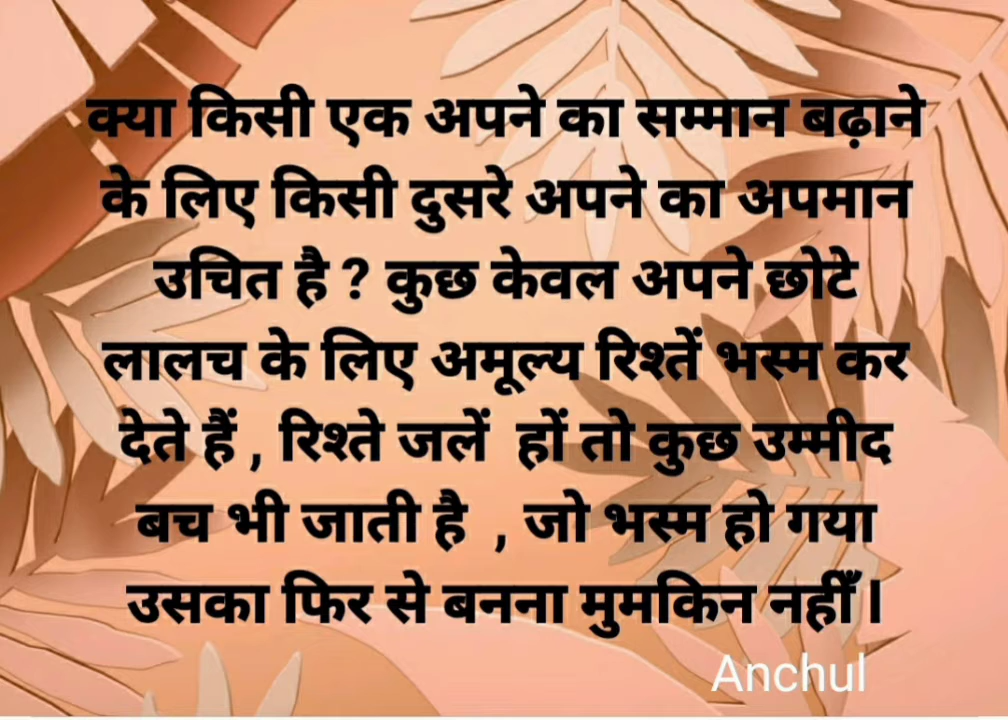 क्या किसी एक अपने का सम्मान बढ़ाने
के लिए किसी दुसरे अपने का अपमान
उचित है ? कुछ केवल अपने छोटे
लालच के लिए अमूल्य रिश्तें भस्म कर
देते हैं , रिश्ते जलें हों तो कुछ उम्मीद
बच भी जाती है , जो भस्म हो गया
उसका फिर से बनना मुमकिन नहीँ।
Anchul